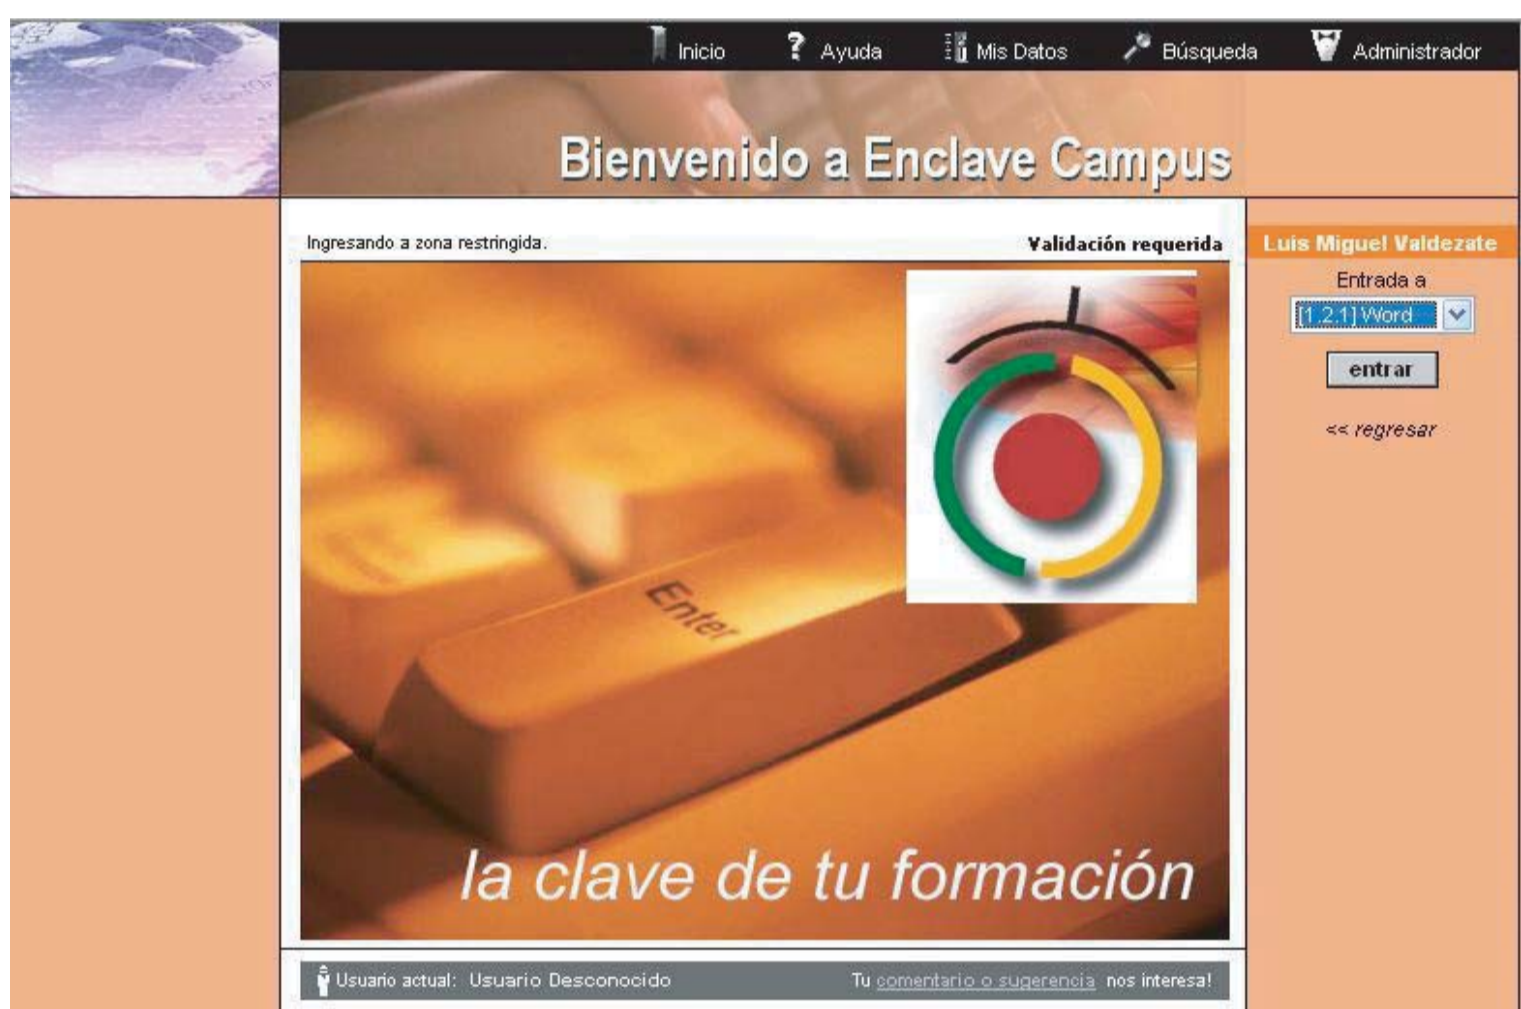 Inicio
Ayuda
Mis Datos
Búsqueda
Administrador
Bienvenido a Enclave Campus
Ingresando a zona restringida.
Validación requerida
Luis Miguel Valdezate
Entrada a
[1.2.1] Word
entrar
<< regresar
Enter
la clave de tu formación
Usuario actual: Usuario Desconocido
Tu comentario o sugerencia nos interesa!